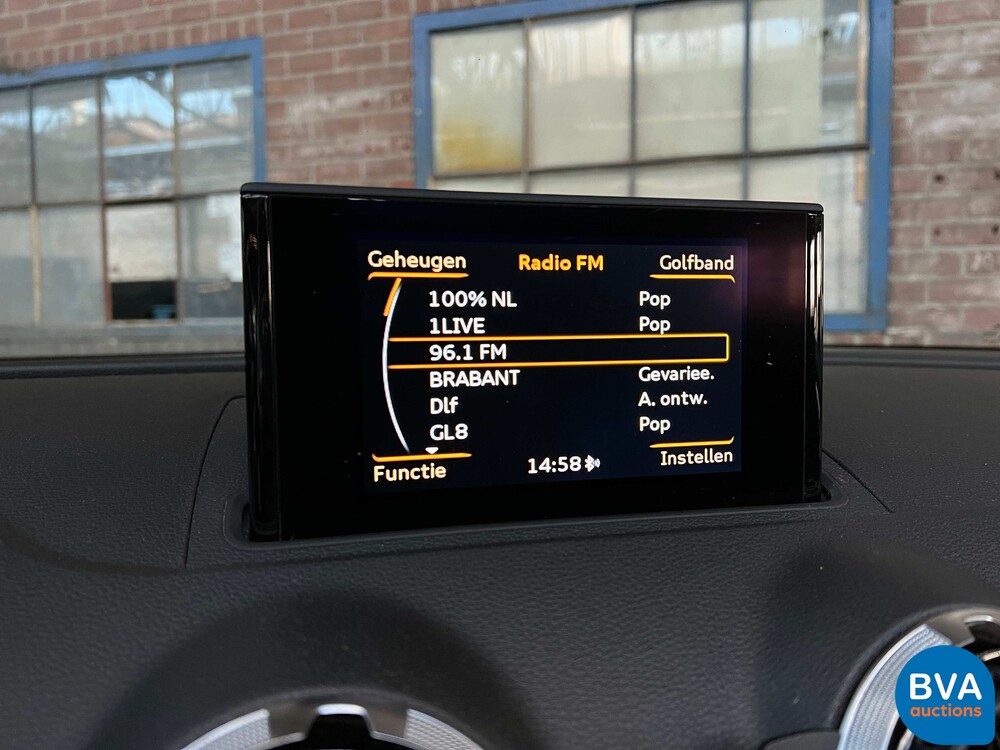 Geheugen Radio FM Golfband
100% NL Pop
1LIVE Pop
96.1 FM
BRABANT Gevariee.
Dlf A. ontw.
GL8 Pop
Functie 14:58 Instellen
BVA
auctions